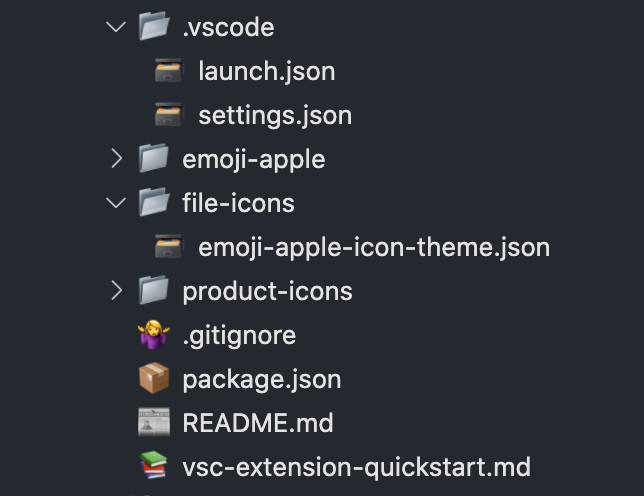 .vscode
launch.json
settings.json
emoji-apple
file-icons
emoji-apple-icon-theme.json
product-icons
.gitignore
package.json
README.md
vsc-extension-quickstart.md